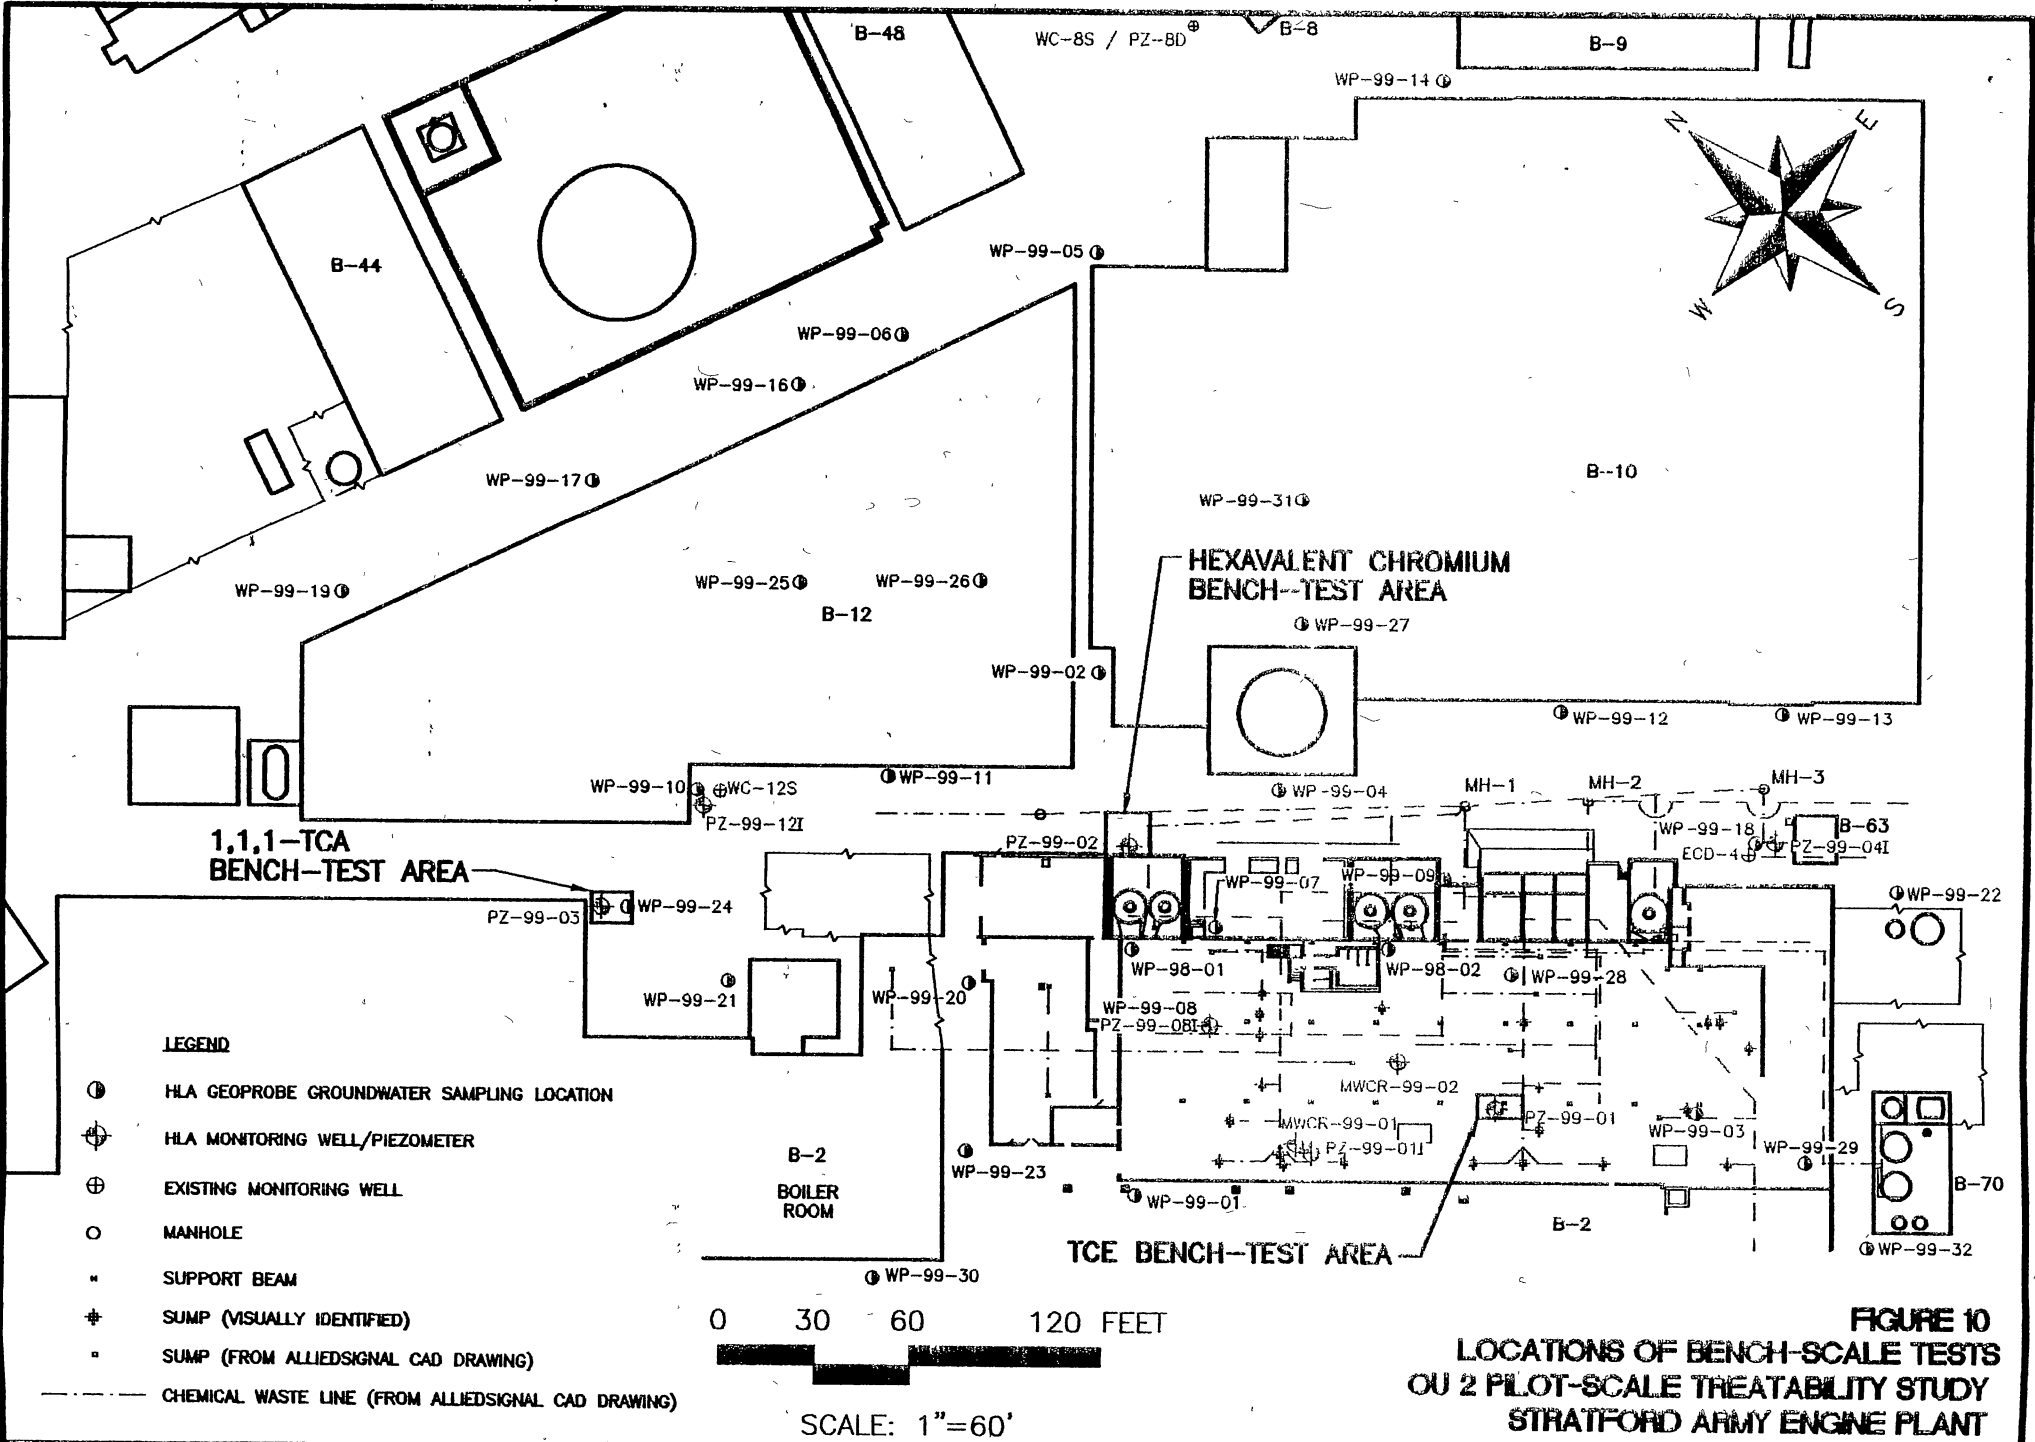 B-48
WC-8S / PZ-8D
B-8
B-9
WP-99-14
N
E
W
S
B-44
WP-99-05
WP-99-06
WP-99-16
WP-99-17
B--10
WP-99-31
HEXAVALENT CHROMIUM
BENCH--TEST AREA
WP-99-19
WP-99-25
WP-99-26
B-12
WP-99-27
WP-99-02
WP-99-12
WP-99-13
WP-99-10
WC-12S
PZ-99-12I
WP-99-11
WP-99-04
MH-1
MH-2
MH-3
1,1,1-TCA
BENCH-TEST AREA
PZ-99-02
WP-99-18
B-63
ECD-4
PZ-99-04I
WP-99-07
WP-99-09
WP-99-22
PZ-99-03
WP-99-24
WP-98-01
WP-98-02
WP-99-28
WP-99-21
WP-99-20
WP-99-08
PZ-99-08I
MWCR-99-02
MWCR-99-01
PZ-99-01
PZ-99-01I
WP-99-03
WP-99-29
B-2
BOILER
ROOM
WP-99-23
WP-99-01
B-2
B-70
TCE BENCH-TEST AREA
WP-99-32
WP-99-30
LEGEND
HLA GEOPROBE GROUNDWATER SAMPLING LOCATION
HLA MONITORING WELL/PIEZOMETER
EXISTING MONITORING WELL
MANHOLE
SUPPORT BEAM
SUMP (VISUALLY IDENTIFIED)
SUMP (FROM ALLIEDSIGNAL CAD DRAWING)
CHEMICAL WASTE LINE (FROM ALLIEDSIGNAL CAD DRAWING)
0 30 60 120 FEET
SCALE: 1"=60'
FIGURE 10
LOCATIONS OF BENCH-SCALE TESTS
OU 2 PILOT-SCALE TREATABILITY STUDY
STRATFORD ARMY ENGINE PLANT